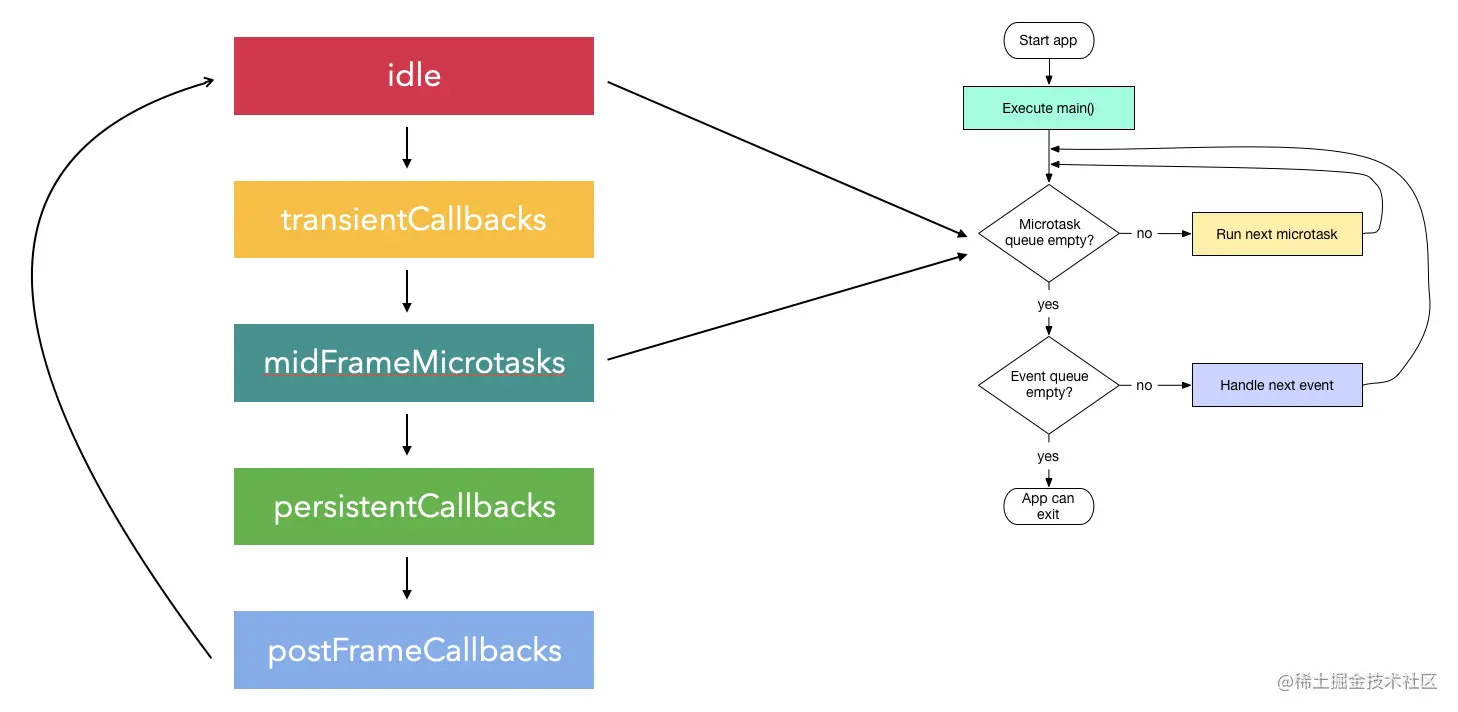 idle
transientCallbacks
midFrameMicrotasks
persistentCallbacks
postFrameCallbacks
Start app
Execute main()
Microtask
queue empty?
no
Run next microtask
yes
Event queue
empty?
no
Handle next event
yes
App can
exit
@稀土掘金技术社区